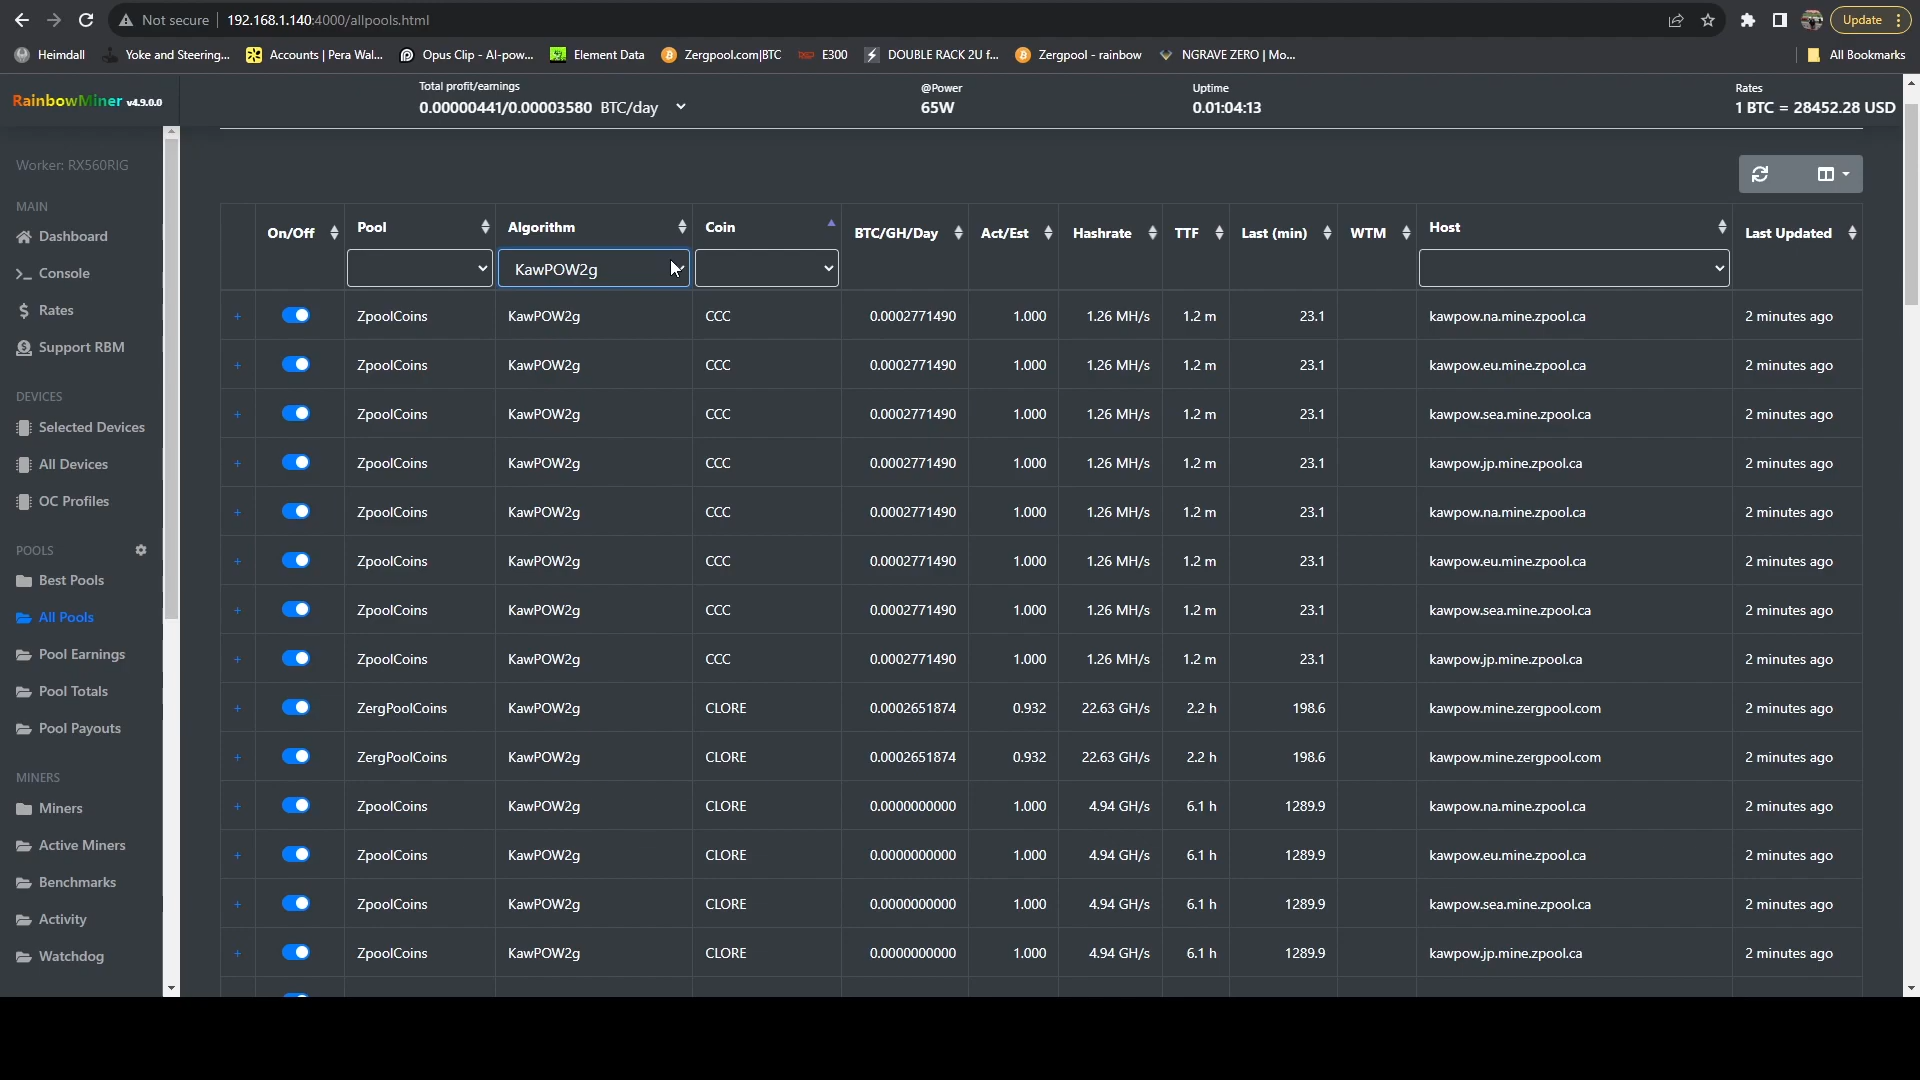 Not secure 192.168.1.140:4000/allpools.html Update
Heimdall Yoke and Steering... Accounts | Pera Wal... Opus Clip - AI-pow... Element Data Zergpool.com|BTC E300 DOUBLE RACK 2U f... Zergpool - rainbow NGRAVE ZERO | Mo... All Bookmarks
RainbowMiner v4.9.0.0
Total profit/earnings @Power Uptime Rates
0.00000441/0.00003580 BTC/day 65W 0.01:04:13 1 BTC = 28452.28 USD
Worker: RX560RIG
MAIN
Dashboard
Console
Rates
Support RBM
DEVICES
Selected Devices
All Devices
OC Profiles
POOLS
Best Pools
All Pools
Pool Earnings
Pool Totals
Pool Payouts
MINERS
Miners
Active Miners
Benchmarks
Activity
Watchdog
On/Off Pool Algorithm Coin BTC/GH/Day Act/Est Hashrate TTF Last (min) WTM Host Last Updated
KawPOW2g
+ ZpoolCoins KawPOW2g CCC 0.0002771490 1.000 1.26 MH/s 1.2 m 23.1 kawpow.na.mine.zpool.ca 2 minutes ago
+ ZpoolCoins KawPOW2g CCC 0.0002771490 1.000 1.26 MH/s 1.2 m 23.1 kawpow.eu.mine.zpool.ca 2 minutes ago
+ ZpoolCoins KawPOW2g CCC 0.0002771490 1.000 1.26 MH/s 1.2 m 23.1 kawpow.sea.mine.zpool.ca 2 minutes ago
+ ZpoolCoins KawPOW2g CCC 0.0002771490 1.000 1.26 MH/s 1.2 m 23.1 kawpow.jp.mine.zpool.ca 2 minutes ago
+ ZpoolCoins KawPOW2g CCC 0.0002771490 1.000 1.26 MH/s 1.2 m 23.1 kawpow.na.mine.zpool.ca 2 minutes ago
+ ZpoolCoins KawPOW2g CCC 0.0002771490 1.000 1.26 MH/s 1.2 m 23.1 kawpow.eu.mine.zpool.ca 2 minutes ago
+ ZpoolCoins KawPOW2g CCC 0.0002771490 1.000 1.26 MH/s 1.2 m 23.1 kawpow.sea.mine.zpool.ca 2 minutes ago
+ ZpoolCoins KawPOW2g CCC 0.0002771490 1.000 1.26 MH/s 1.2 m 23.1 kawpow.jp.mine.zpool.ca 2 minutes ago
+ ZergPoolCoins KawPOW2g CLORE 0.0002651874 0.932 22.63 GH/s 2.2 h 198.6 kawpow.mine.zergpool.com 2 minutes ago
+ ZergPoolCoins KawPOW2g CLORE 0.0002651874 0.932 22.63 GH/s 2.2 h 198.6 kawpow.mine.zergpool.com 2 minutes ago
+ ZpoolCoins KawPOW2g CLORE 0.0000000000 1.000 4.94 GH/s 6.1 h 1289.9 kawpow.na.mine.zpool.ca 2 minutes ago
+ ZpoolCoins KawPOW2g CLORE 0.0000000000 1.000 4.94 GH/s 6.1 h 1289.9 kawpow.eu.mine.zpool.ca 2 minutes ago
+ ZpoolCoins KawPOW2g CLORE 0.0000000000 1.000 4.94 GH/s 6.1 h 1289.9 kawpow.sea.mine.zpool.ca 2 minutes ago
+ ZpoolCoins KawPOW2g CLORE 0.0000000000 1.000 4.94 GH/s 6.1 h 1289.9 kawpow.jp.mine.zpool.ca 2 minutes ago